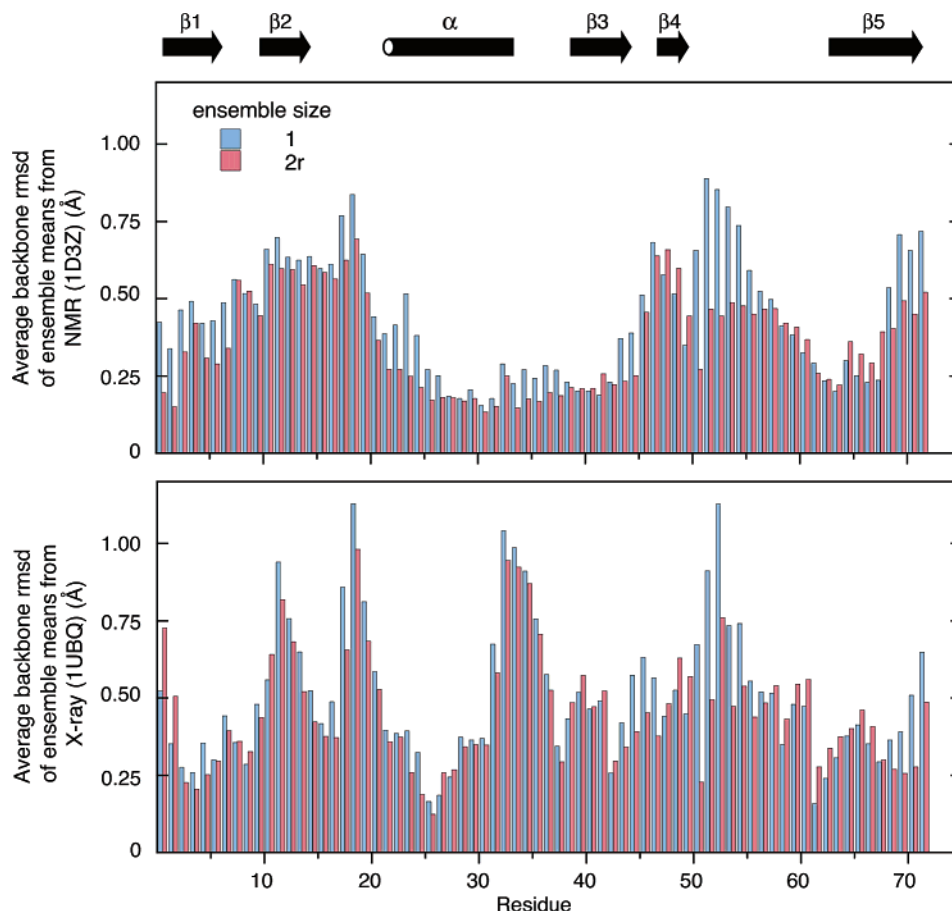 β1 β2 α β3 β4 β5
ensemble size
1
2r
Average backbone rmsd
of ensemble means from
NMR (1D3Z) (Å)
1.00
0.75
0.50
0.25
0
Average backbone rmsd
of ensemble means from
X-ray (1UBQ) (Å)
1.00
0.75
0.50
0.25
0
10 20 30 40 50 60 70
Residue